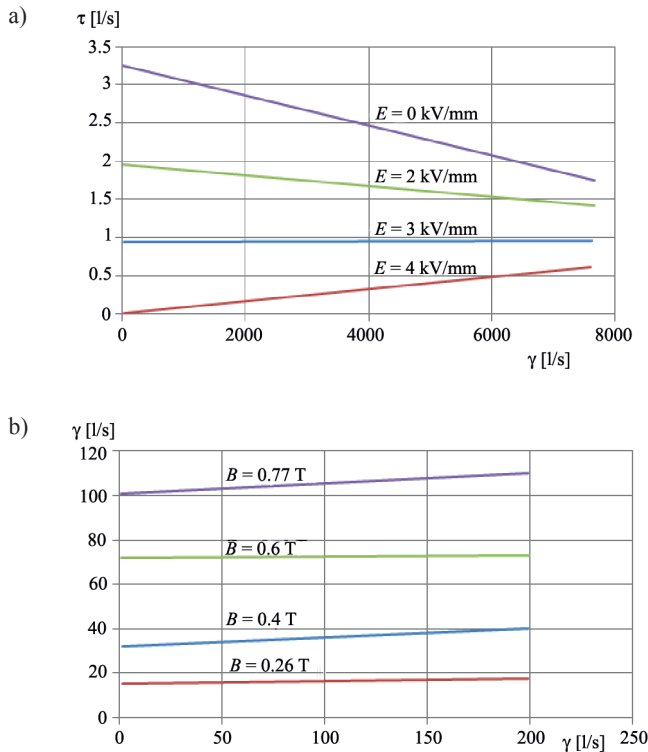 a)
τ [l/s]
3.5
3
2.5
2
1.5
1
0.5
0
E = 0 kV/mm
E = 2 kV/mm
E = 3 kV/mm
E = 4 kV/mm
0 2000 4000 6000 8000
γ [l/s]
b)
γ [l/s]
120
100
80
60
40
20
0
B = 0.77 T
B = 0.6 T
B = 0.4 T
B = 0.26 T
0 50 100 150 200 250
γ [l/s]